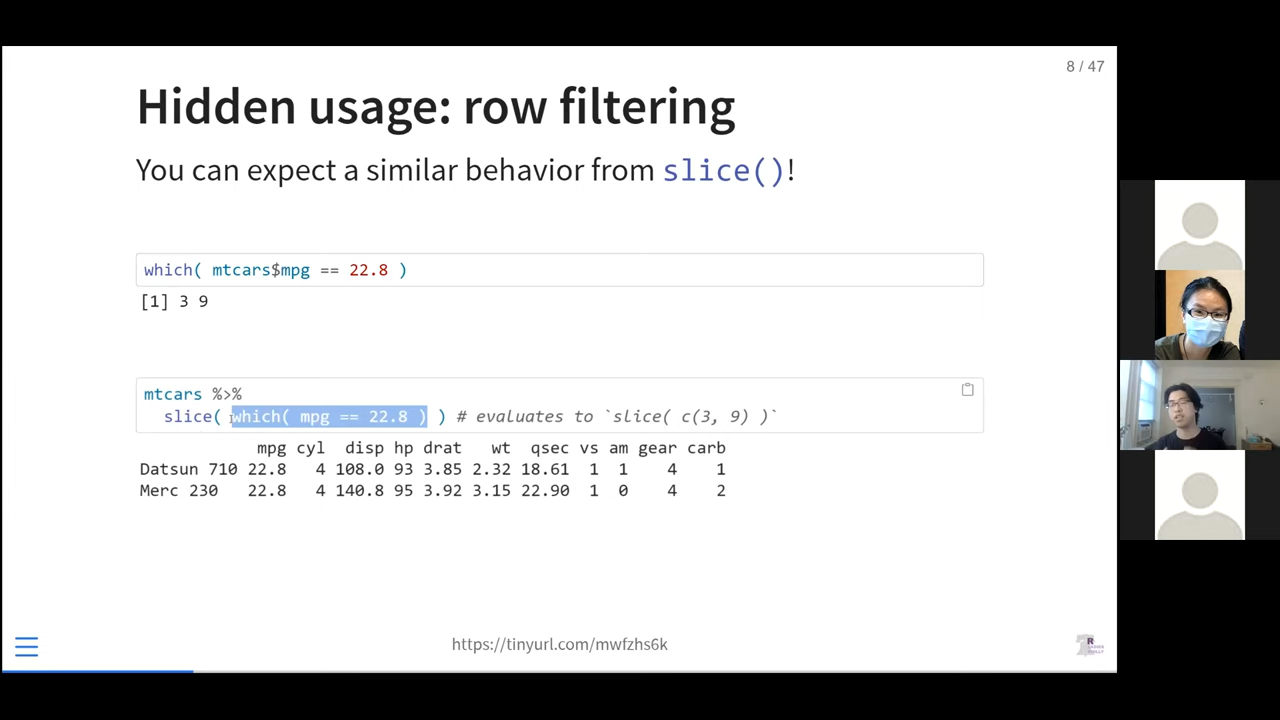 8 / 47
Hidden usage: row filtering
You can expect a similar behavior from slice()!
which( mtcars$mpg == 22.8 )
[1] 3 9
mtcars %>%
slice( which( mpg == 22.8 ) ) # evaluates to `slice( c(3, 9) )`
mpg cyl disp hp drat wt qsec vs am gear carb
Datsun 710 22.8 4 108.0 93 3.85 2.32 18.61 1 1 4 1
Merc 230 22.8 4 140.8 95 3.92 3.15 22.90 1 0 4 2
https://tinyurl.com/mwfzhs6k
R